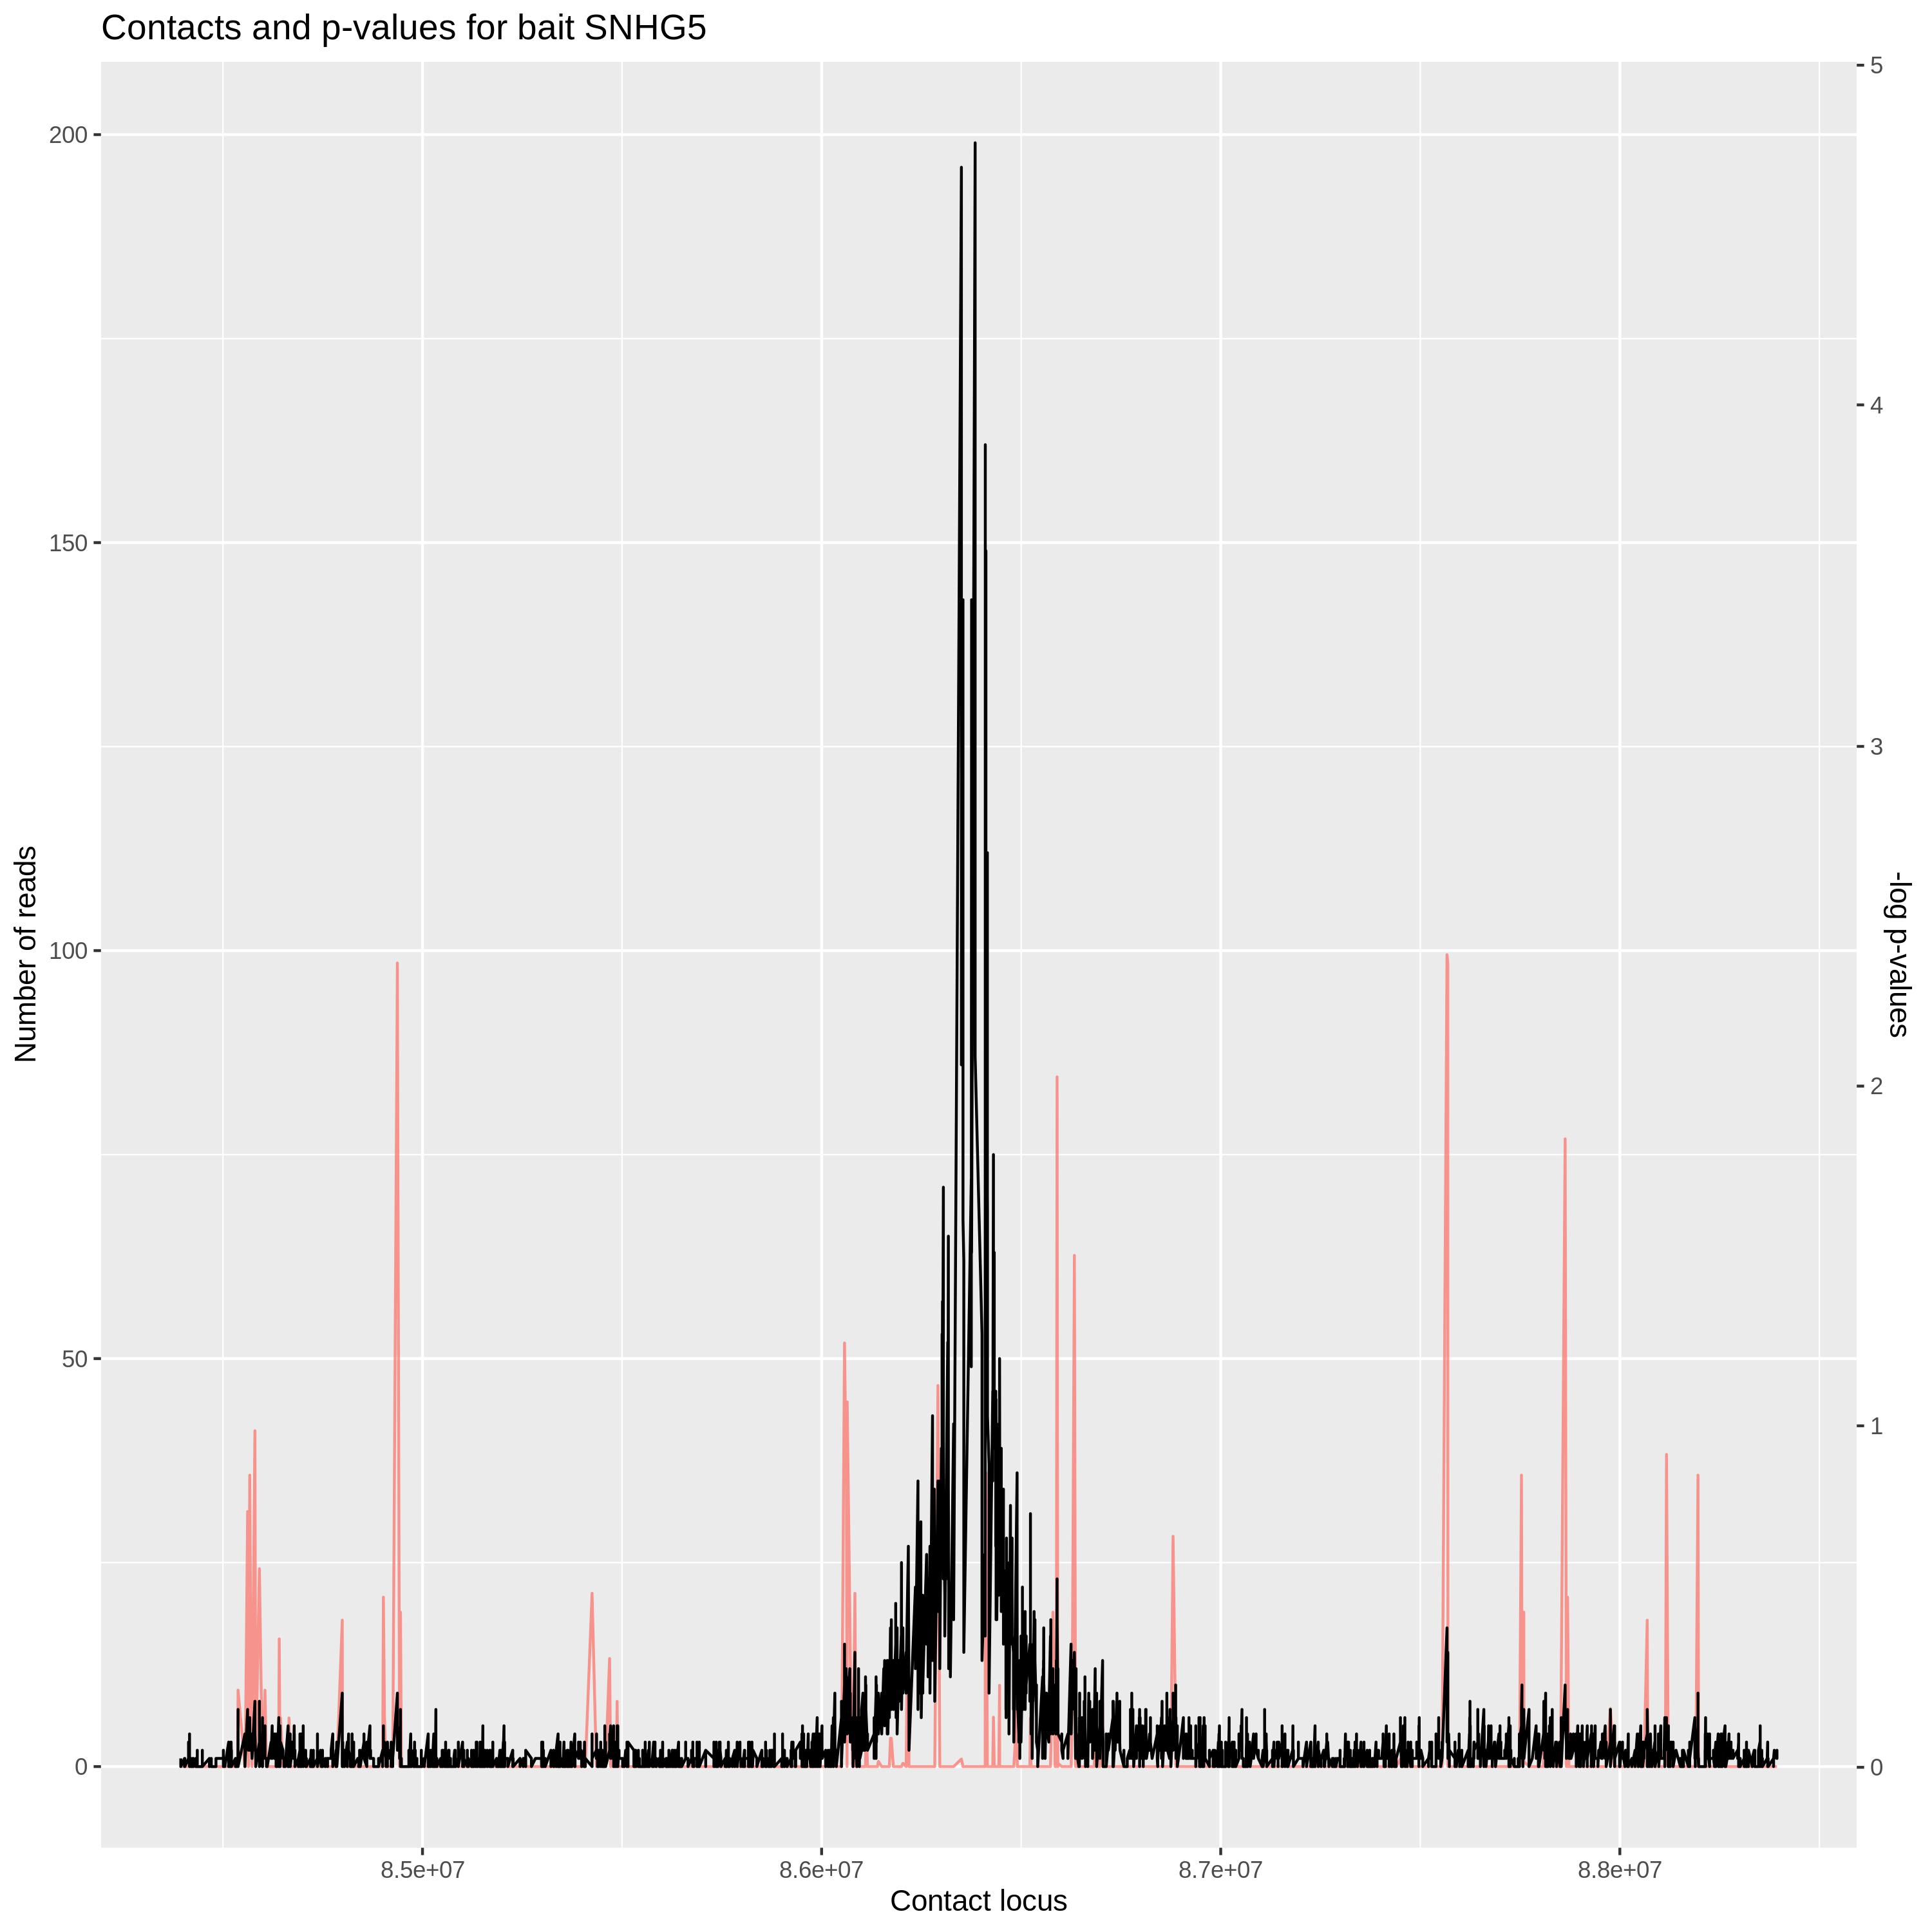 Contacts and p-values for bait SNHG5
200
150
100
50
0
Number of reads
5
4
3
2
1
0
-log p-values
8.5e+07
8.6e+07
8.7e+07
8.8e+07
Contact locus